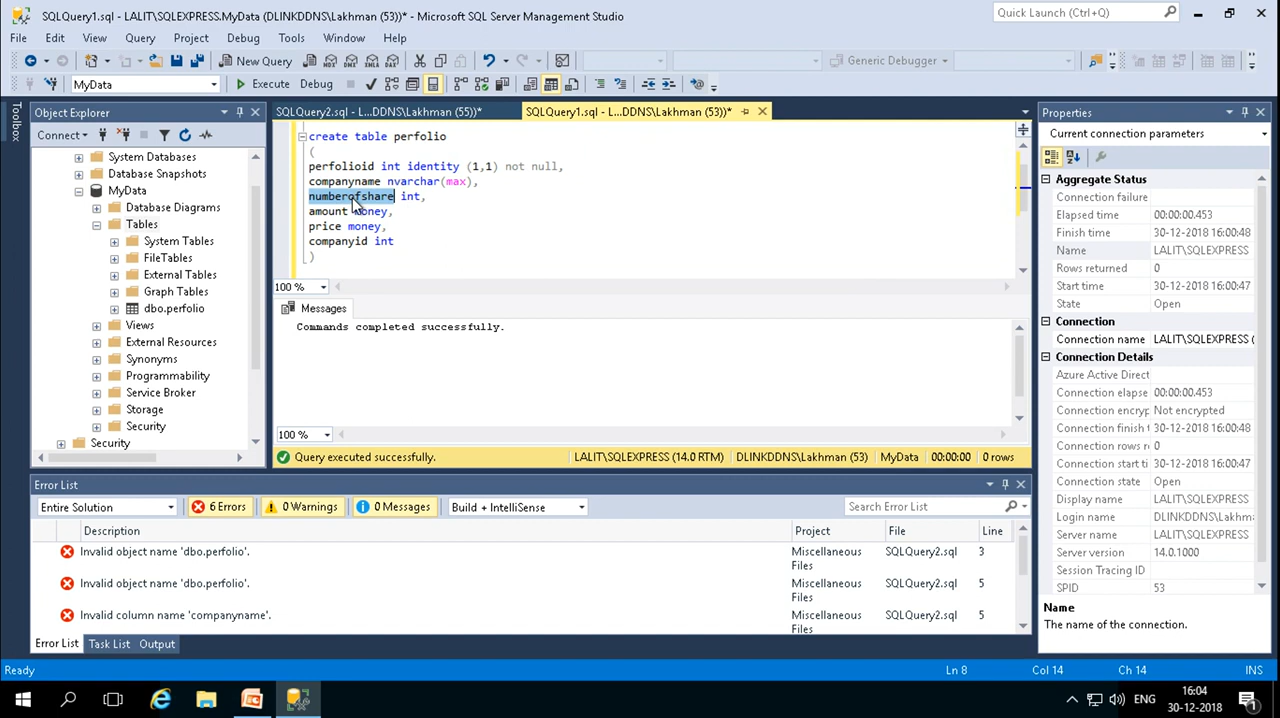 SQLQuery1.sql - LALIT\SQLEXPRESS.MyData (DLINKDDNS\Lakhman (53))* - Microsoft SQL Server Management Studio
Quick Launch (Ctrl+Q)
File Edit View Query Project Debug Tools Window Help
New Query
MDX DMX XMLA DAX
Generic Debugger
MyData
Execute Debug
Toolbox
Object Explorer
Connect
System Databases
Database Snapshots
MyData
Database Diagrams
Tables
System Tables
FileTables
External Tables
Graph Tables
dbo.perfolio
Views
External Resources
Synonyms
Programmability
Service Broker
Storage
Security
Security
SQLQuery2.sql - L...DDNS\Lakhman (55))*
SQLQuery1.sql - L...DDNS\Lakhman (53))*
create table perfolio
(
perfolioid int identity (1,1) not null,
companyname nvarchar(max),
numberofshare int,
amount money,
price money,
companyid int
)
100 %
Messages
Commands completed successfully.
100 %
Query executed successfully.
LALIT\SQLEXPRESS (14.0 RTM)
DLINKDDNS\Lakhman (53)
MyData
00:00:00
0 rows
Properties
Current connection parameters
Aggregate Status
Connection failure
Elapsed time 00:00:00.453
Finish time 30-12-2018 16:00:48
Name LALIT\SQLEXPRESS
Rows returned 0
Start time 30-12-2018 16:00:47
State Open
Connection
Connection name LALIT\SQLEXPRESS (
Connection Details
Azure Active Direct
Connection elapse 00:00:00.453
Connection encryp Not encrypted
Connection finish t 30-12-2018 16:00:48
Connection rows r 0
Connection start ti 30-12-2018 16:00:47
Connection state Open
Display name LALIT\SQLEXPRESS
Login name DLINKDDNS\Lakhm
Server name LALIT\SQLEXPRESS
Server version 14.0.1000
Session Tracing ID
SPID 53
Name
The name of the connection.
Error List
Entire Solution
6 Errors
0 Warnings
0 Messages
Build + IntelliSense
Search Error List
Description Project File Line
Invalid object name 'dbo.perfolio'. Miscellaneous Files SQLQuery2.sql 3
Invalid object name 'dbo.perfolio'. Miscellaneous Files SQLQuery2.sql 5
Invalid column name 'companyname'. Miscellaneous Files SQLQuery2.sql 5
Error List Task List Output
Ready
Ln 8 Col 14 Ch 14 INS
ENG
16:04
30-12-2018
1